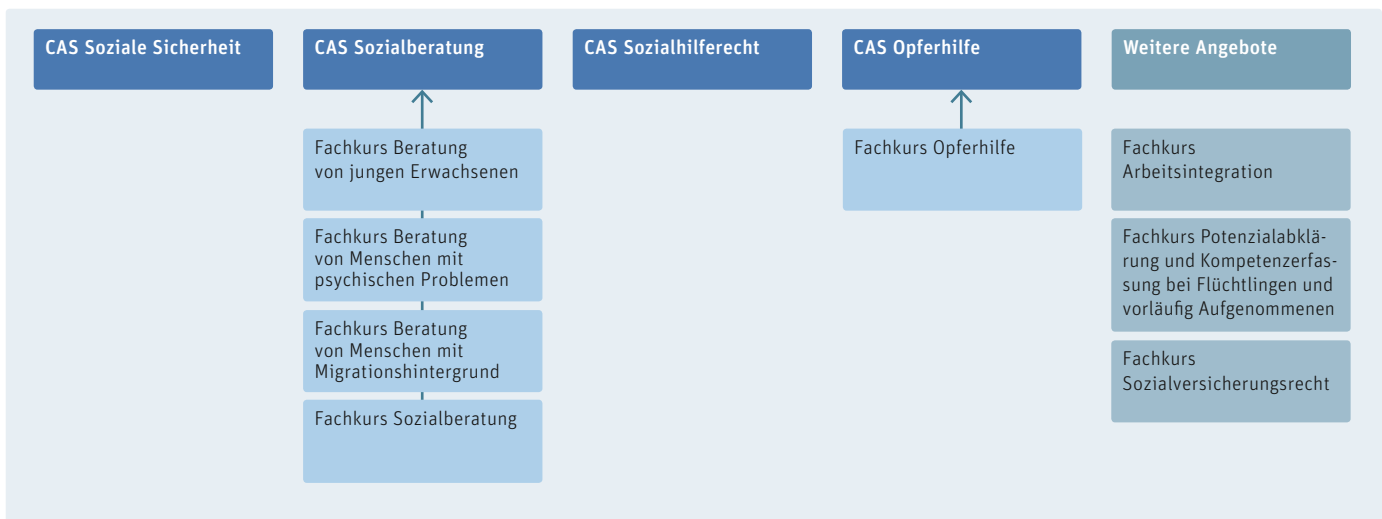 CAS Soziale Sicherheit
CAS Sozialberatung
CAS Sozialhilferecht
CAS Opferhilfe
Weitere Angebote
Fachkurs Beratung
von jungen Erwachsenen
Fachkurs Beratung
von Menschen mit
psychischen Problemen
Fachkurs Beratung
von Menschen mit
Migrationshintergrund
Fachkurs Sozialberatung
Fachkurs Opferhilfe
Fachkurs
Arbeitsintegration
Fachkurs Potenzialabklä-
rung und Kompetenzerfas-
sung bei Flüchtlingen und
vorläufig Aufgenommenen
Fachkurs
Sozialversicherungsrecht